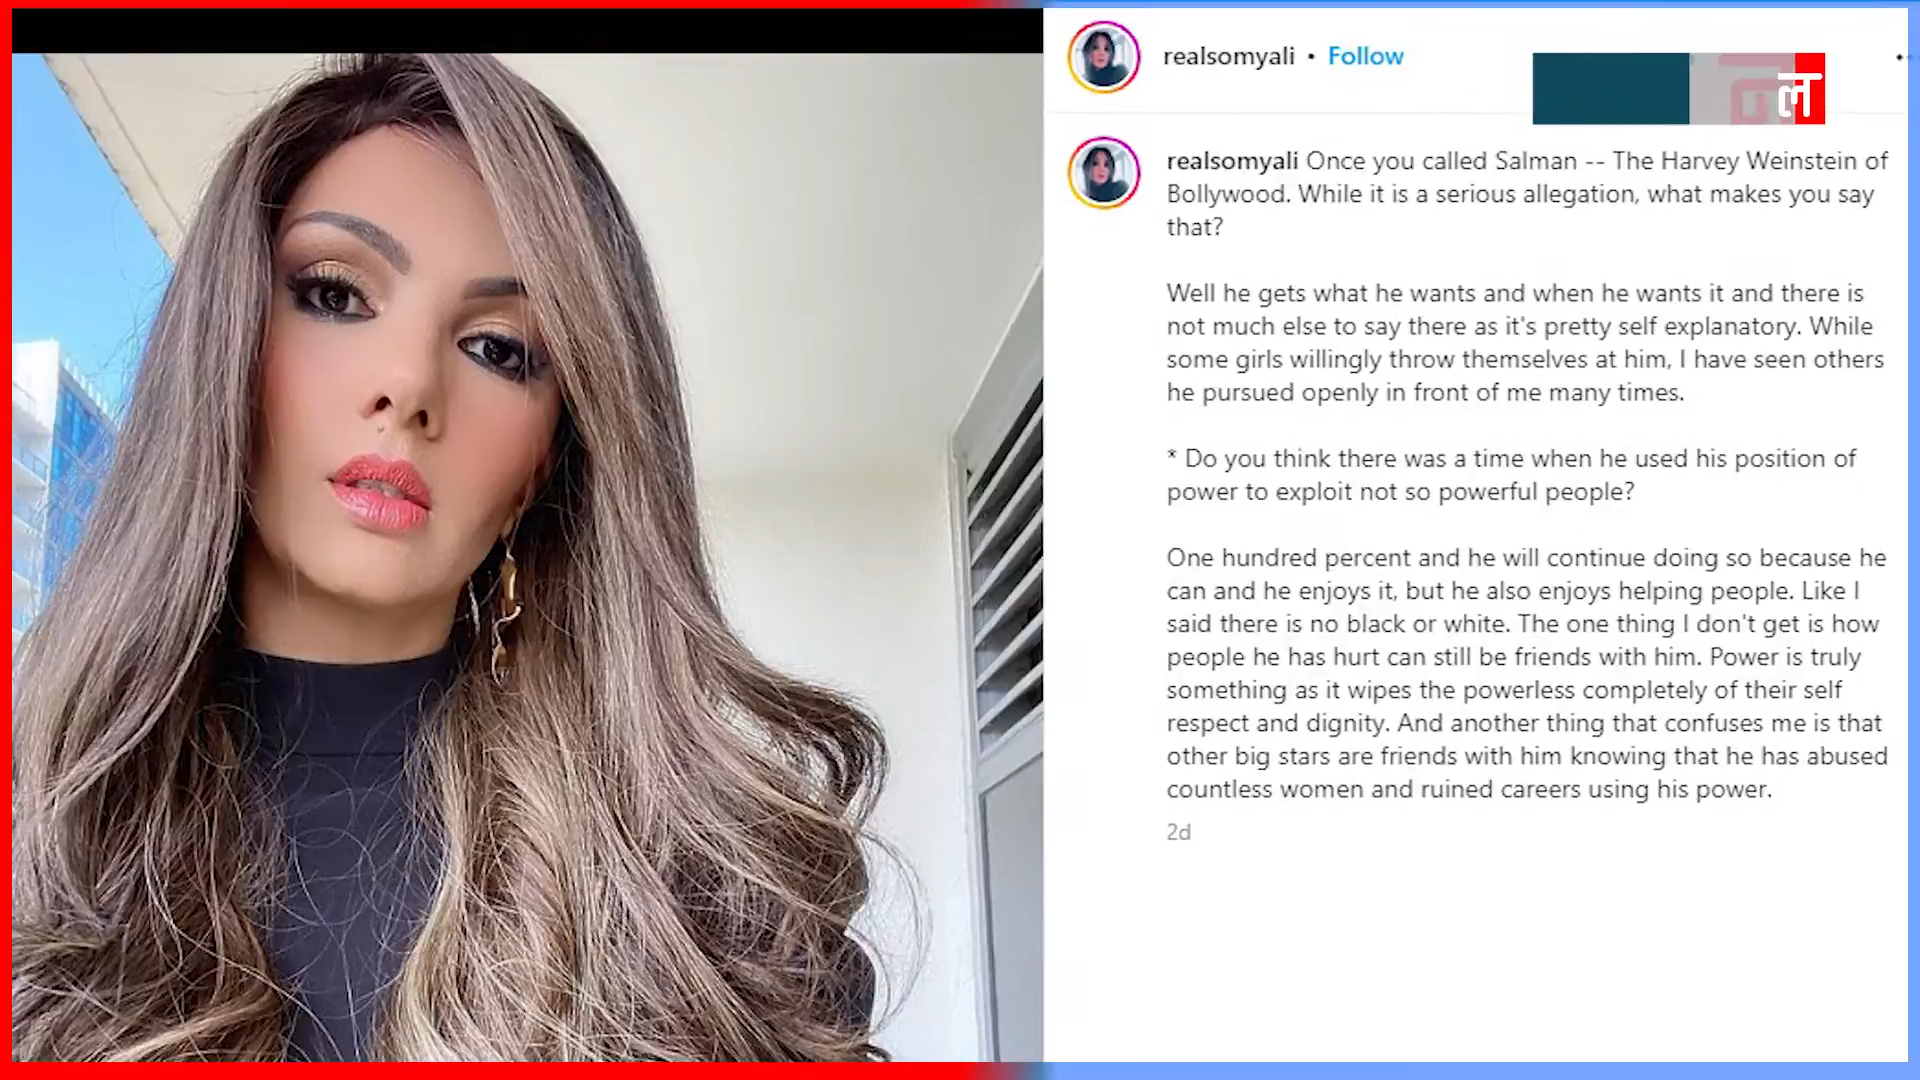 realsomyali • Follow
ल
realsomyali Once you called Salman -- The Harvey Weinstein of
Bollywood. While it is a serious allegation, what makes you say
that?
Well he gets what he wants and when he wants it and there is
not much else to say there as it's pretty self explanatory. While
some girls willingly throw themselves at him, I have seen others
he pursued openly in front of me many times.
* Do you think there was a time when he used his position of
power to exploit not so powerful people?
One hundred percent and he will continue doing so because he
can and he enjoys it, but he also enjoys helping people. Like I
said there is no black or white. The one thing I don't get is how
people he has hurt can still be friends with him. Power is truly
something as it wipes the powerless completely of their self
respect and dignity. And another thing that confuses me is that
other big stars are friends with him knowing that he has abused
countless women and ruined careers using his power.
2d